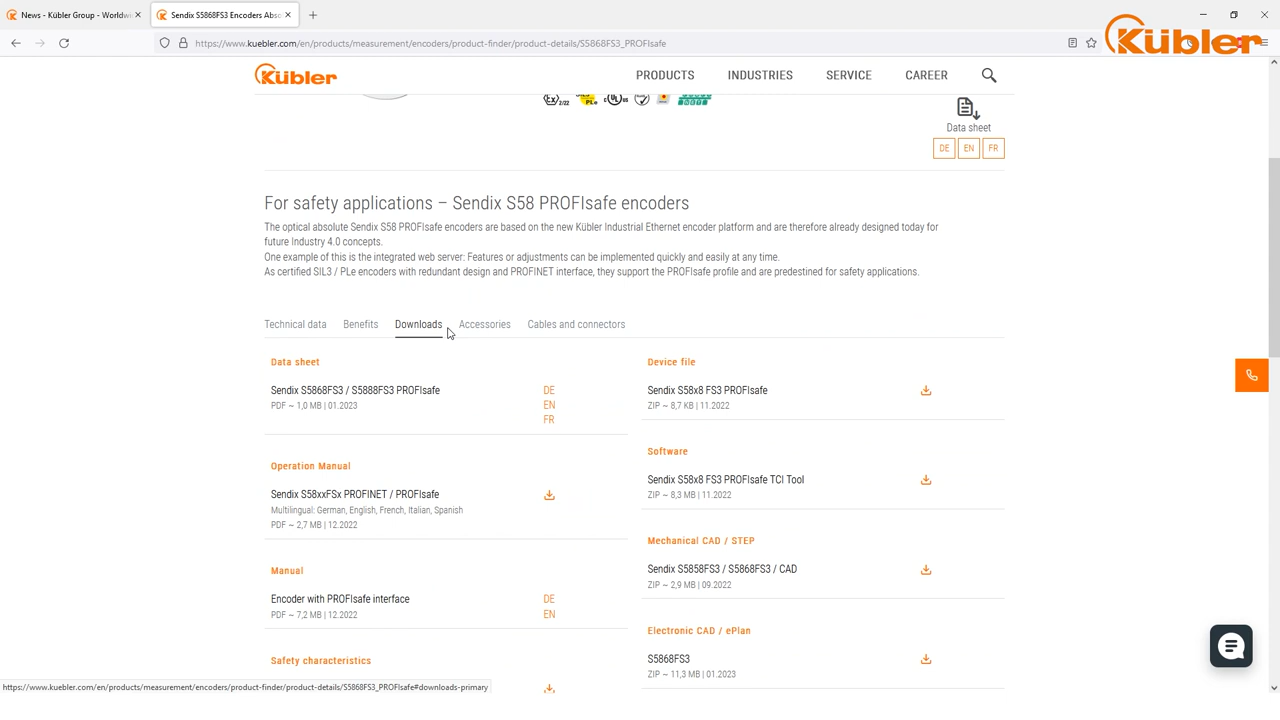 News - Kübler Group - Worldwi
Sendix S5868FS3 Encoders Abso
https://www.kuebler.com/en/products/measurement/encoders/product-finder/product-details/S5868FS3_PROFIsafe
Kübler
Kübler
PRODUCTS
INDUSTRIES
SERVICE
CAREER
Data sheet
DE
EN
FR
For safety applications – Sendix S58 PROFIsafe encoders
The optical absolute Sendix S58 PROFIsafe encoders are based on the new Kübler Industrial Ethernet encoder platform and are therefore already designed today for
future Industry 4.0 concepts.
One example of this is the integrated web server: Features or adjustments can be implemented quickly and easily at any time.
As certified SIL3 / PLe encoders with redundant design and PROFINET interface, they support the PROFIsafe profile and are predestined for safety applications.
Technical data
Benefits
Downloads
Accessories
Cables and connectors
Data sheet
Sendix S5868FS3 / S5888FS3 PROFIsafe
PDF ~ 1,0 MB | 01.2023
DE
EN
FR
Operation Manual
Sendix S58xxFSx PROFINET / PROFIsafe
Multilingual: German, English, French, Italian, Spanish
PDF ~ 2,7 MB | 12.2022
Manual
Encoder with PROFIsafe interface
PDF ~ 7,2 MB | 12.2022
DE
EN
Safety characteristics
Device file
Sendix S58x8 FS3 PROFIsafe
ZIP ~ 8,7 KB | 11.2022
Software
Sendix S58x8 FS3 PROFIsafe TCI Tool
ZIP ~ 8,3 MB | 11.2022
Mechanical CAD / STEP
Sendix S5858FS3 / S5868FS3 / CAD
ZIP ~ 2,9 MB | 09.2022
Electronic CAD / ePlan
S5868FS3
ZIP ~ 11,3 MB | 01.2023
https://www.kuebler.com/en/products/measurement/encoders/product-finder/product-details/S5868FS3_PROFIsafe#downloads-primary